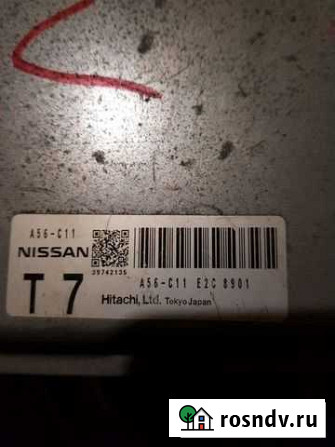 A56-C11
NISSAN
39742135
T 7
A56-C11 E2C 8901
Hitachi, Ltd. Tokyo Japan
rosndv.ru